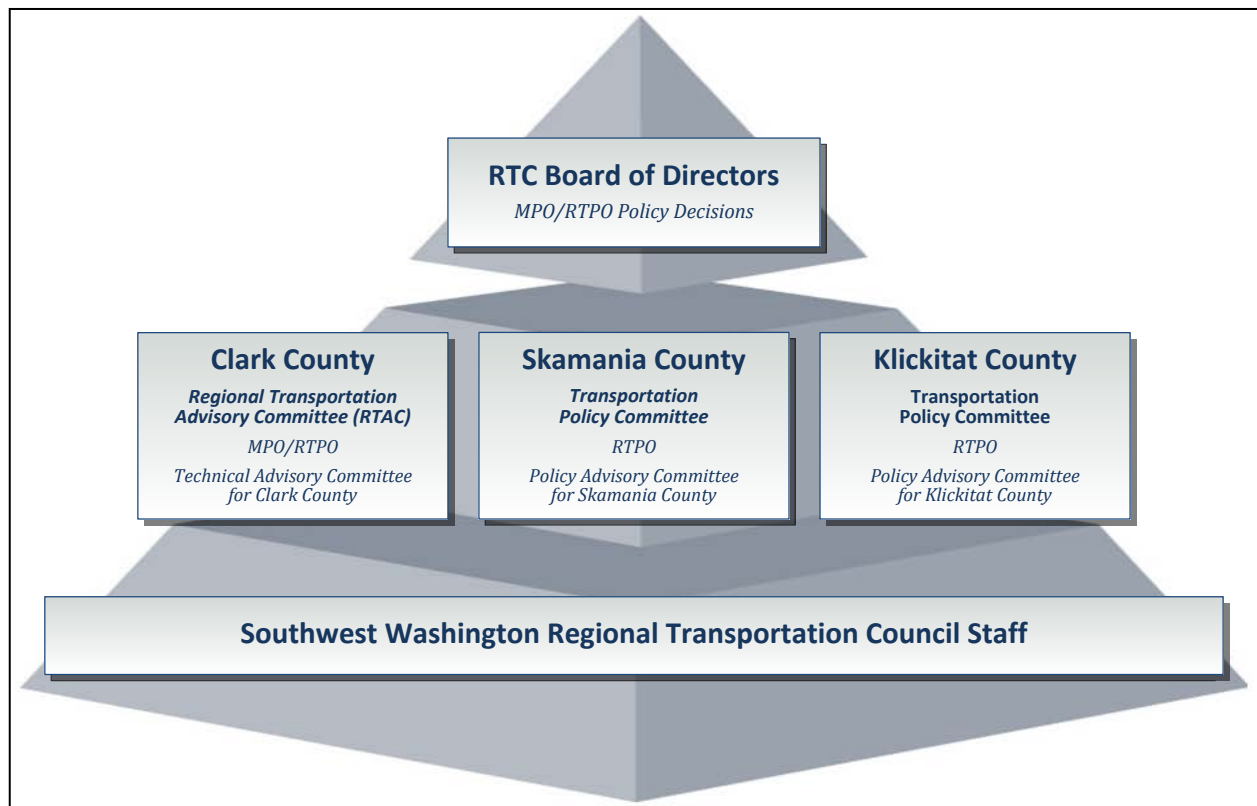 RTC Board of Directors
MPO/RTPO Policy Decisions
Clark County
Regional Transportation
Advisory Committee (RTAC)
MPO/RTPO
Technical Advisory Committee
for Clark County
Skamania County
Transportation
Policy Committee
RTPO
Policy Advisory Committee
for Skamania County
Klickitat County
Transportation
Policy Committee
RTPO
Policy Advisory Committee
for Klickitat County
Southwest Washington Regional Transportation Council Staff